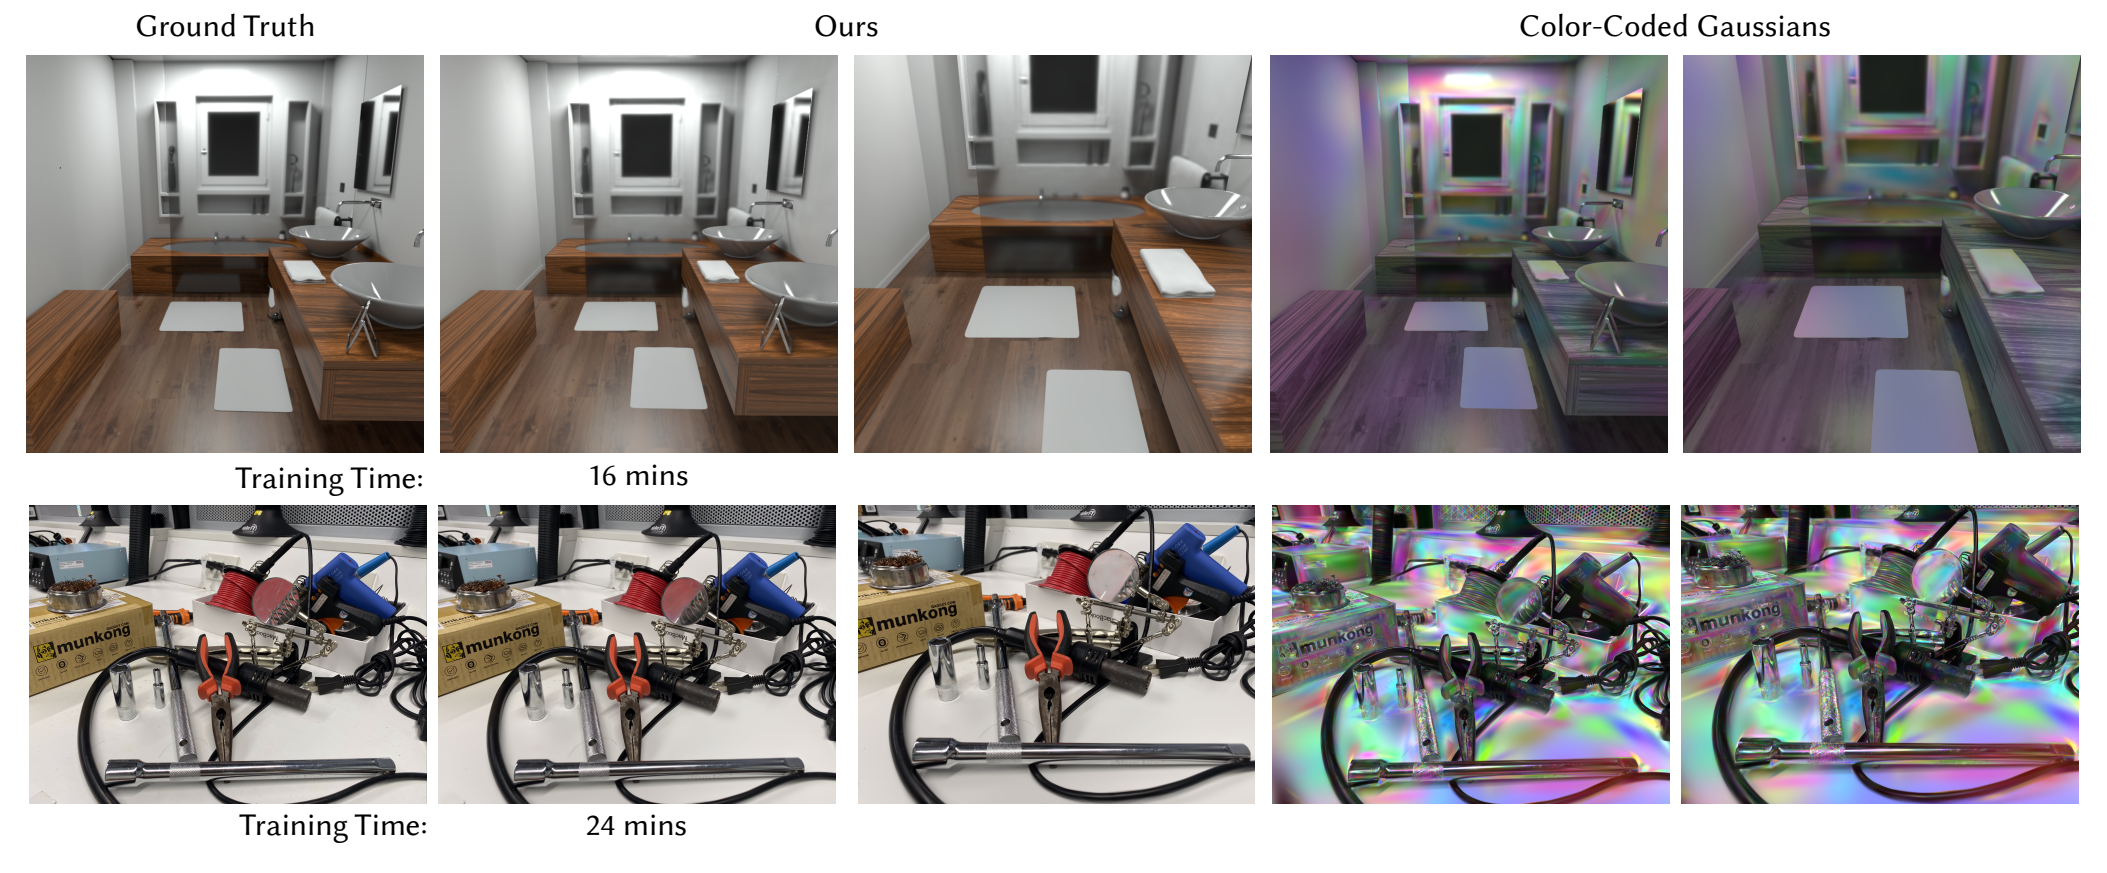 Ground Truth
Ours
Color-Coded Gaussians
Training Time:
16 mins
munkong
munkong
munkong
munkong
munkong
Training Time:
24 mins